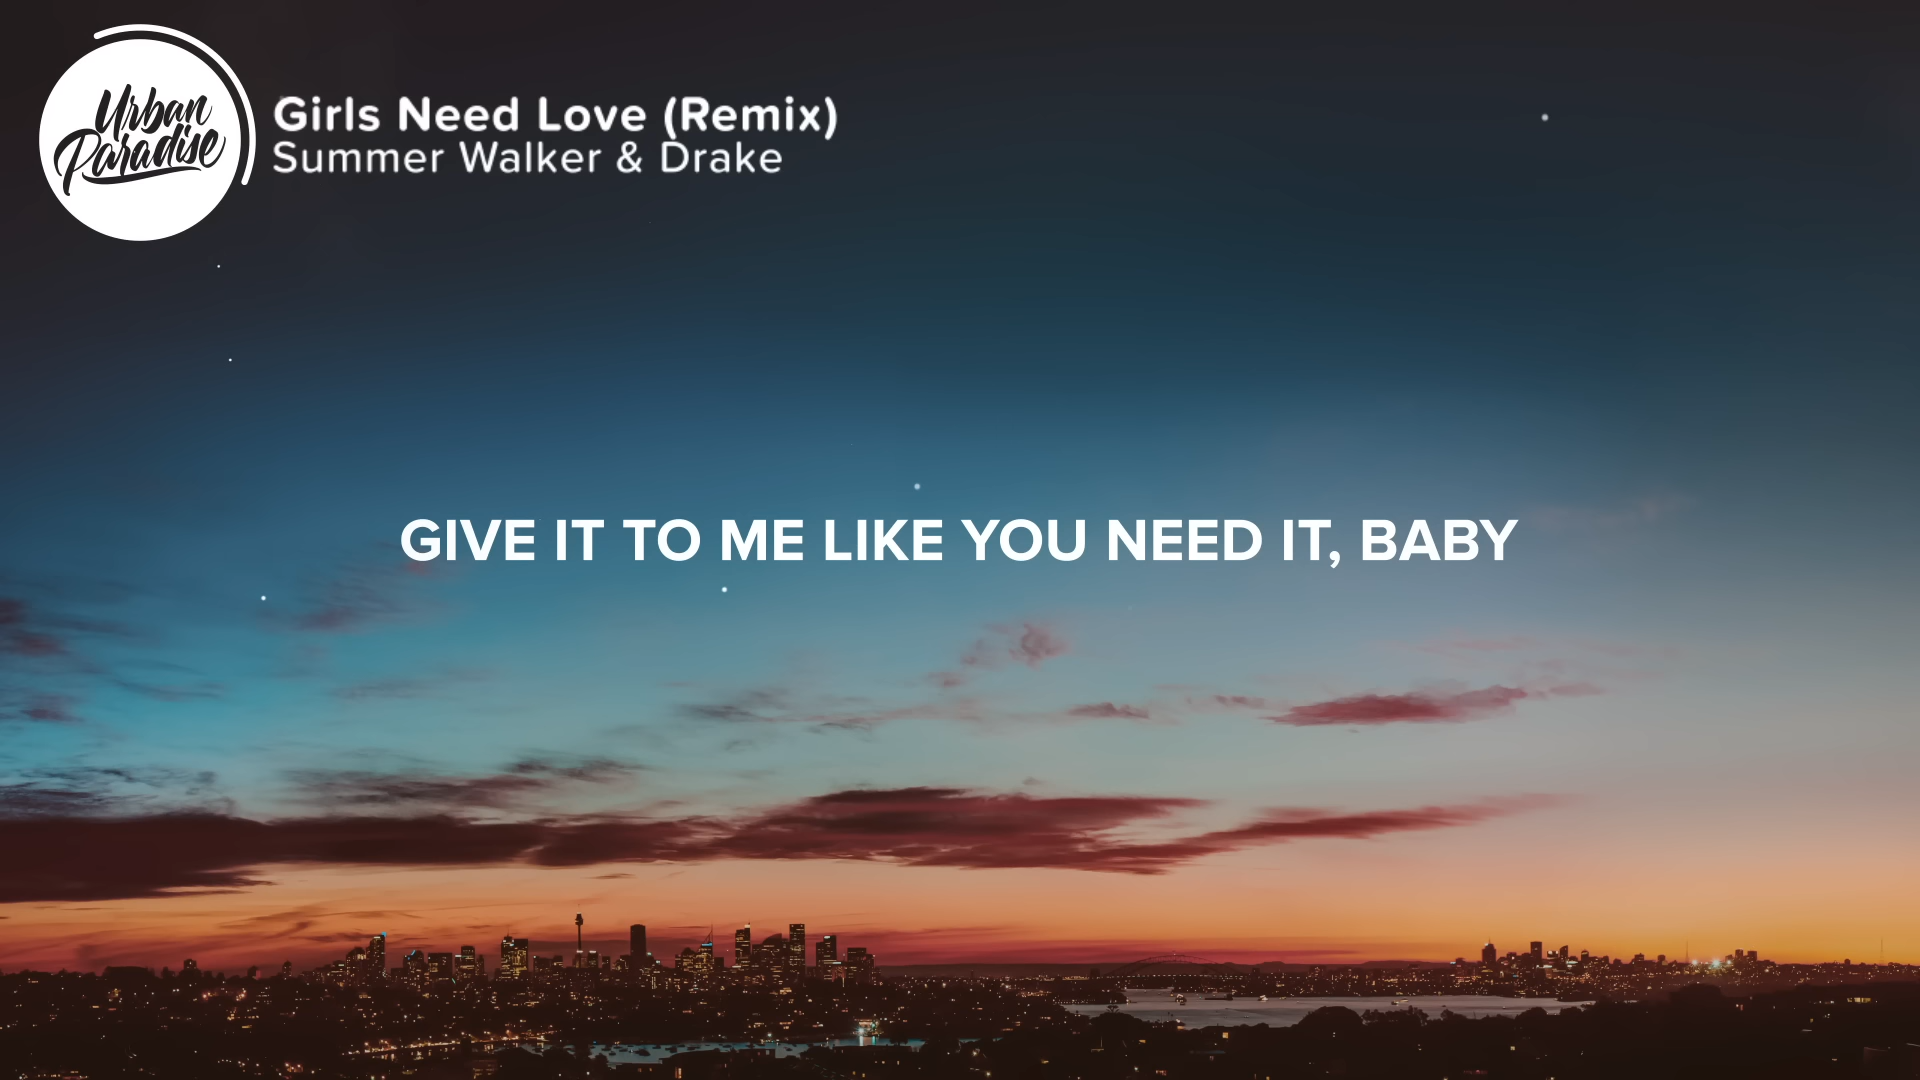 Urban
Paradise
Girls Need Love (Remix)
Summer Walker & Drake
GIVE IT TO ME LIKE YOU NEED IT, BABY